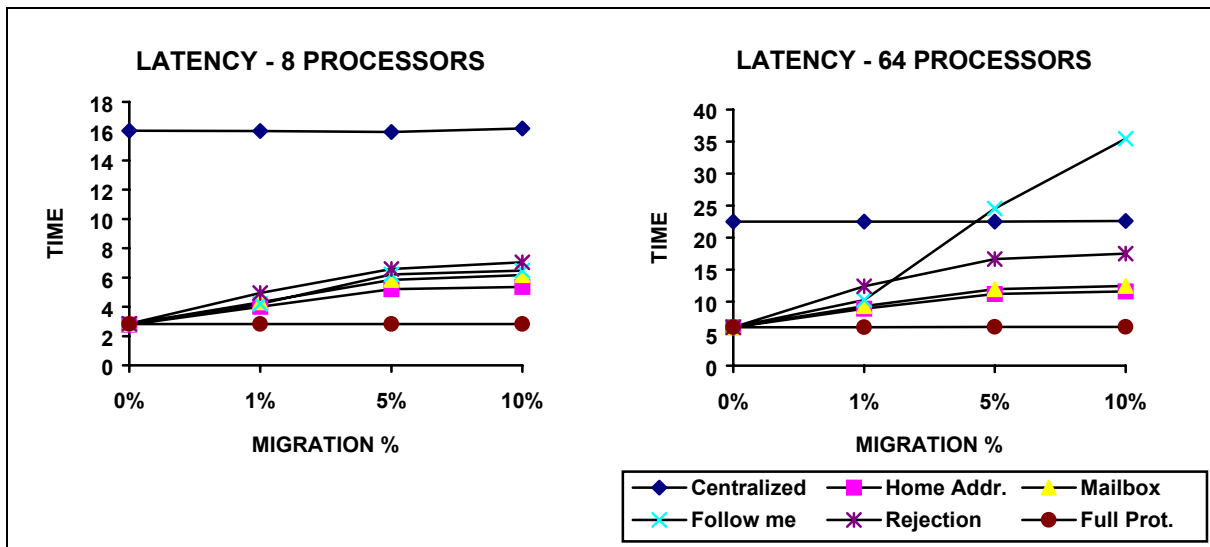 LATENCY - 8 PROCESSORS
18
16
14
12
10
8
6
4
2
0
TIME
0% 1% 5% 10%
MIGRATION %
LATENCY - 64 PROCESSORS
40
35
30
25
20
15
10
5
0
TIME
0% 1% 5% 10%
MIGRATION %
Centralized Home Addr. Mailbox
Follow me Rejection Full Prot.